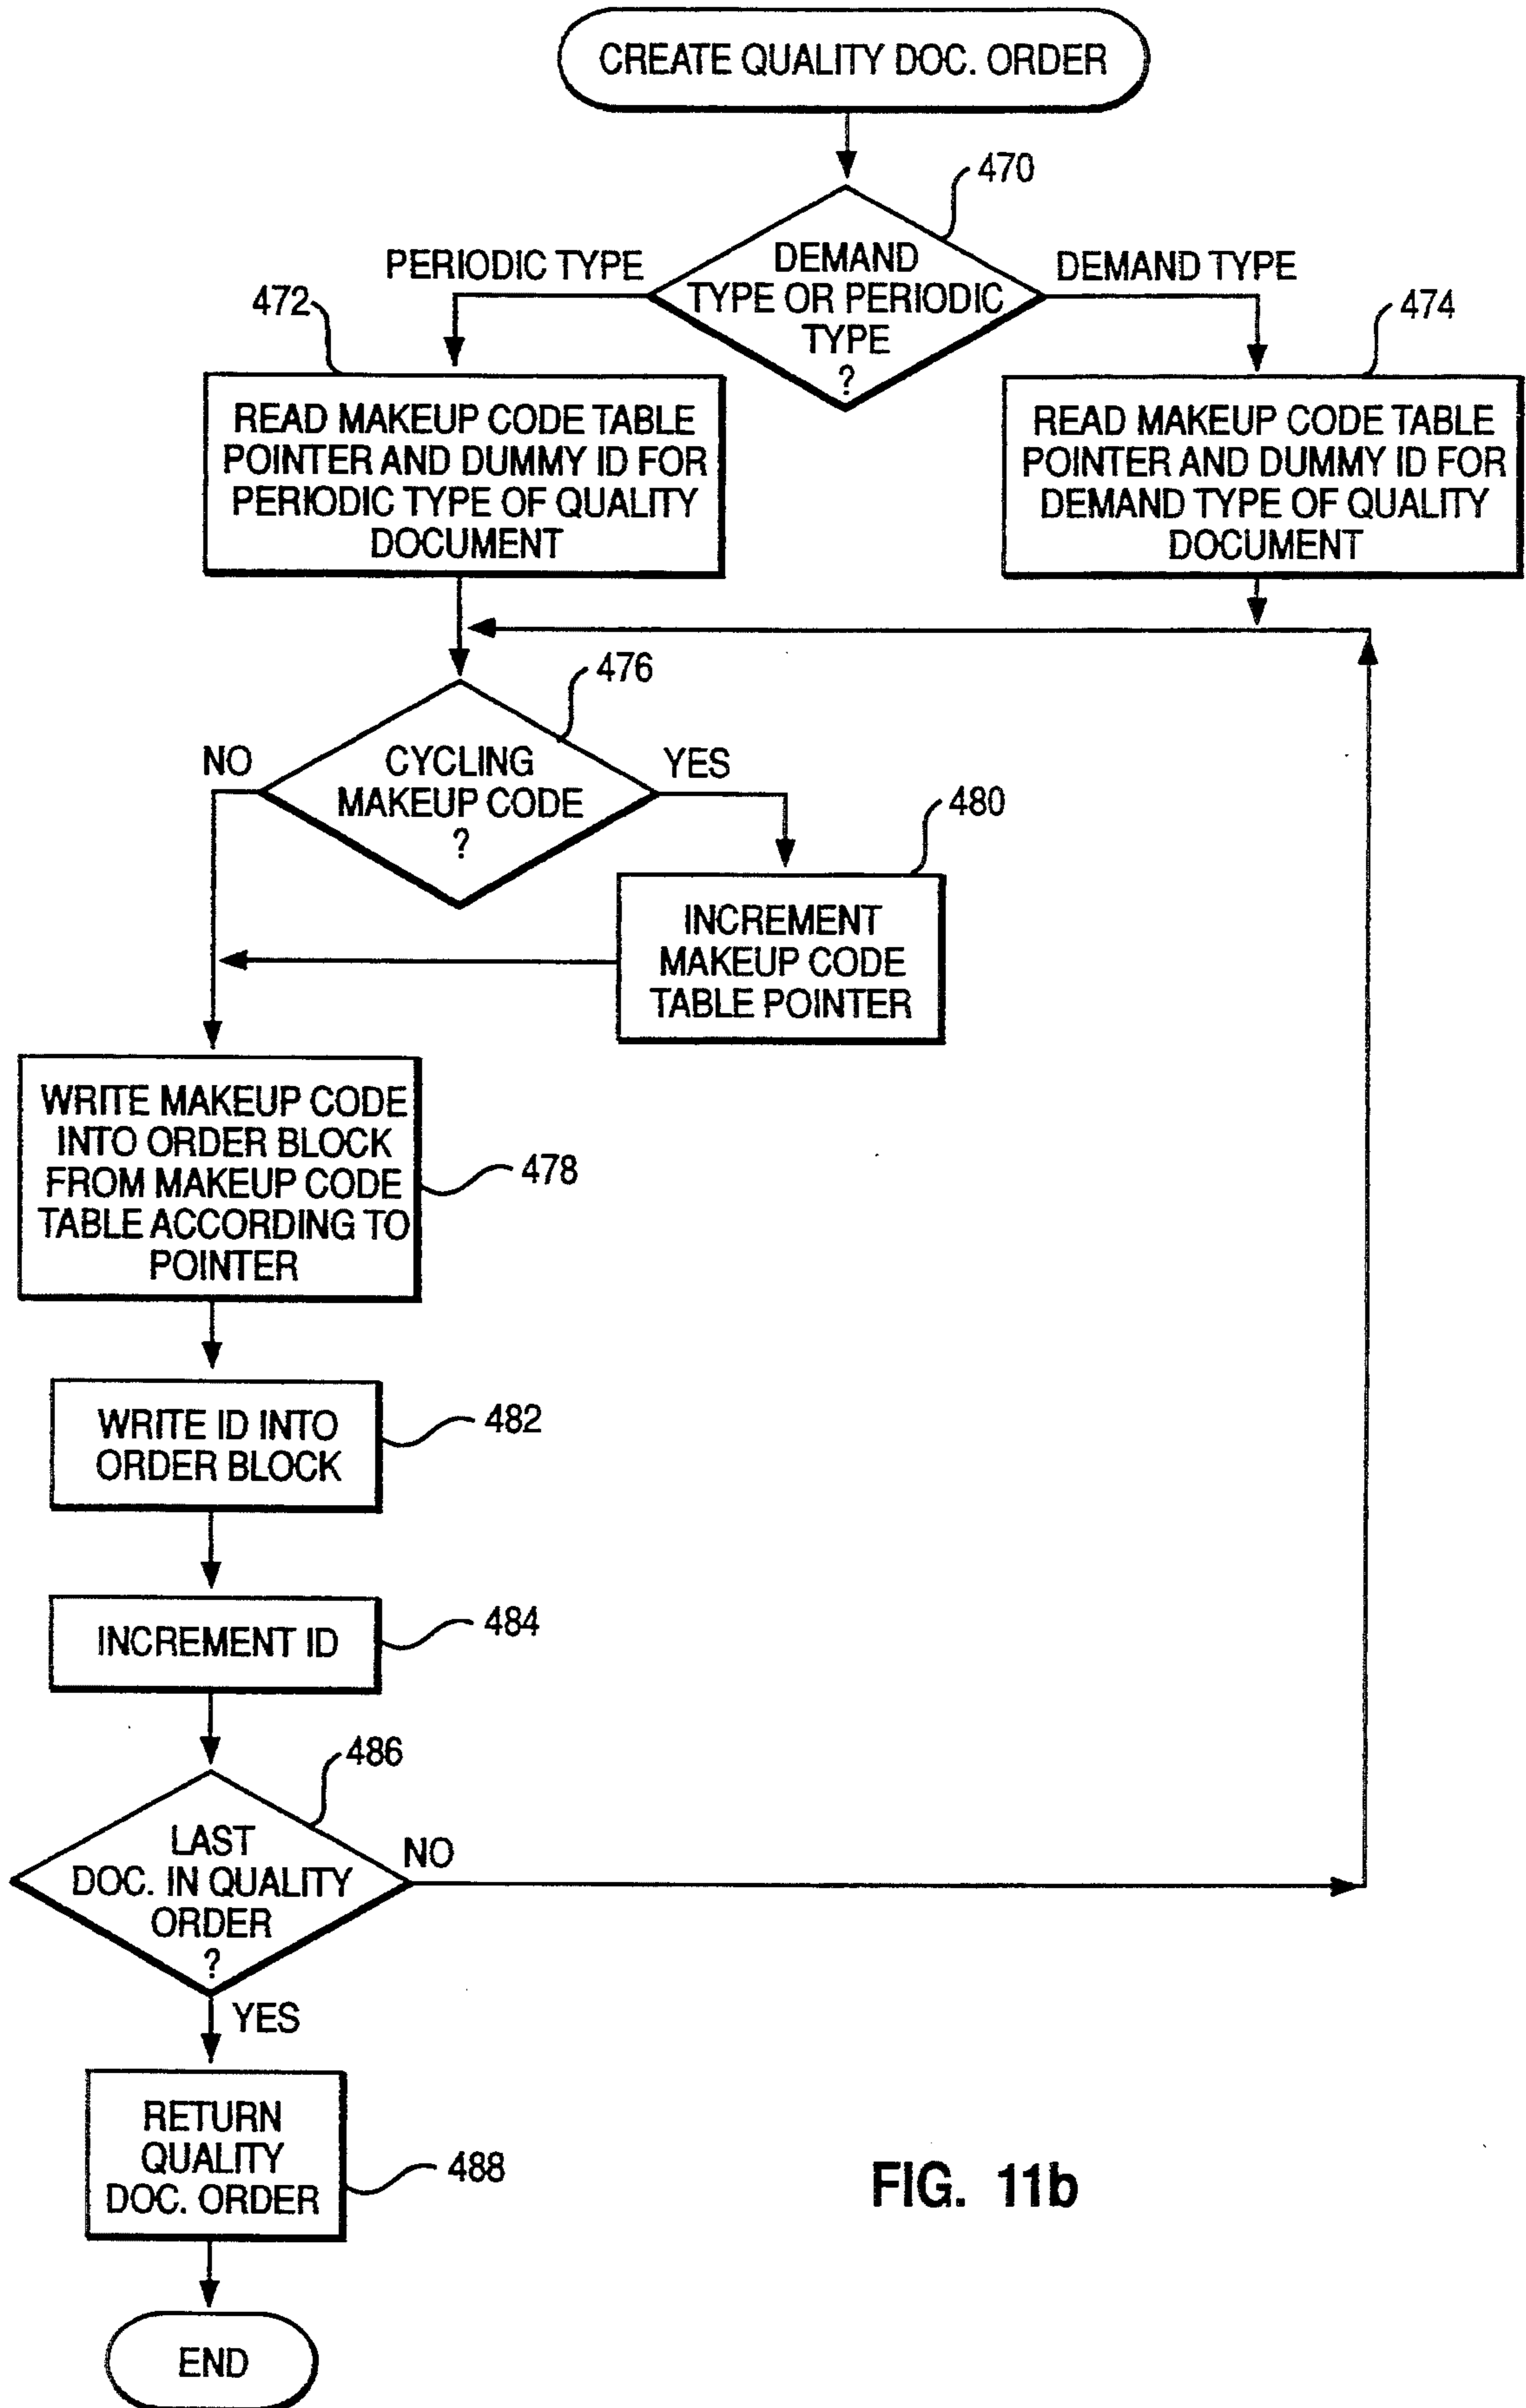 CREATE QUALITY DOC. ORDER
470
PERIODIC TYPE
DEMAND
TYPE OR PERIODIC
TYPE
?
DEMAND TYPE
472
474
READ MAKEUP CODE TABLE
POINTER AND DUMMY ID FOR
PERIODIC TYPE OF QUALITY
DOCUMENT
READ MAKEUP CODE TABLE
POINTER AND DUMMY ID FOR
DEMAND TYPE OF QUALITY
DOCUMENT
476
NO
CYCLING
MAKEUP CODE
?
YES
480
INCREMENT
MAKEUP CODE
TABLE POINTER
WRITE MAKEUP CODE
INTO ORDER BLOCK
FROM MAKEUP CODE
TABLE ACCORDING TO
POINTER
478
WRITE ID INTO
ORDER BLOCK
482
INCREMENT ID
484
486
LAST
DOC. IN QUALITY
ORDER
?
NO
YES
RETURN
QUALITY
DOC. ORDER
488
FIG. 11b
END